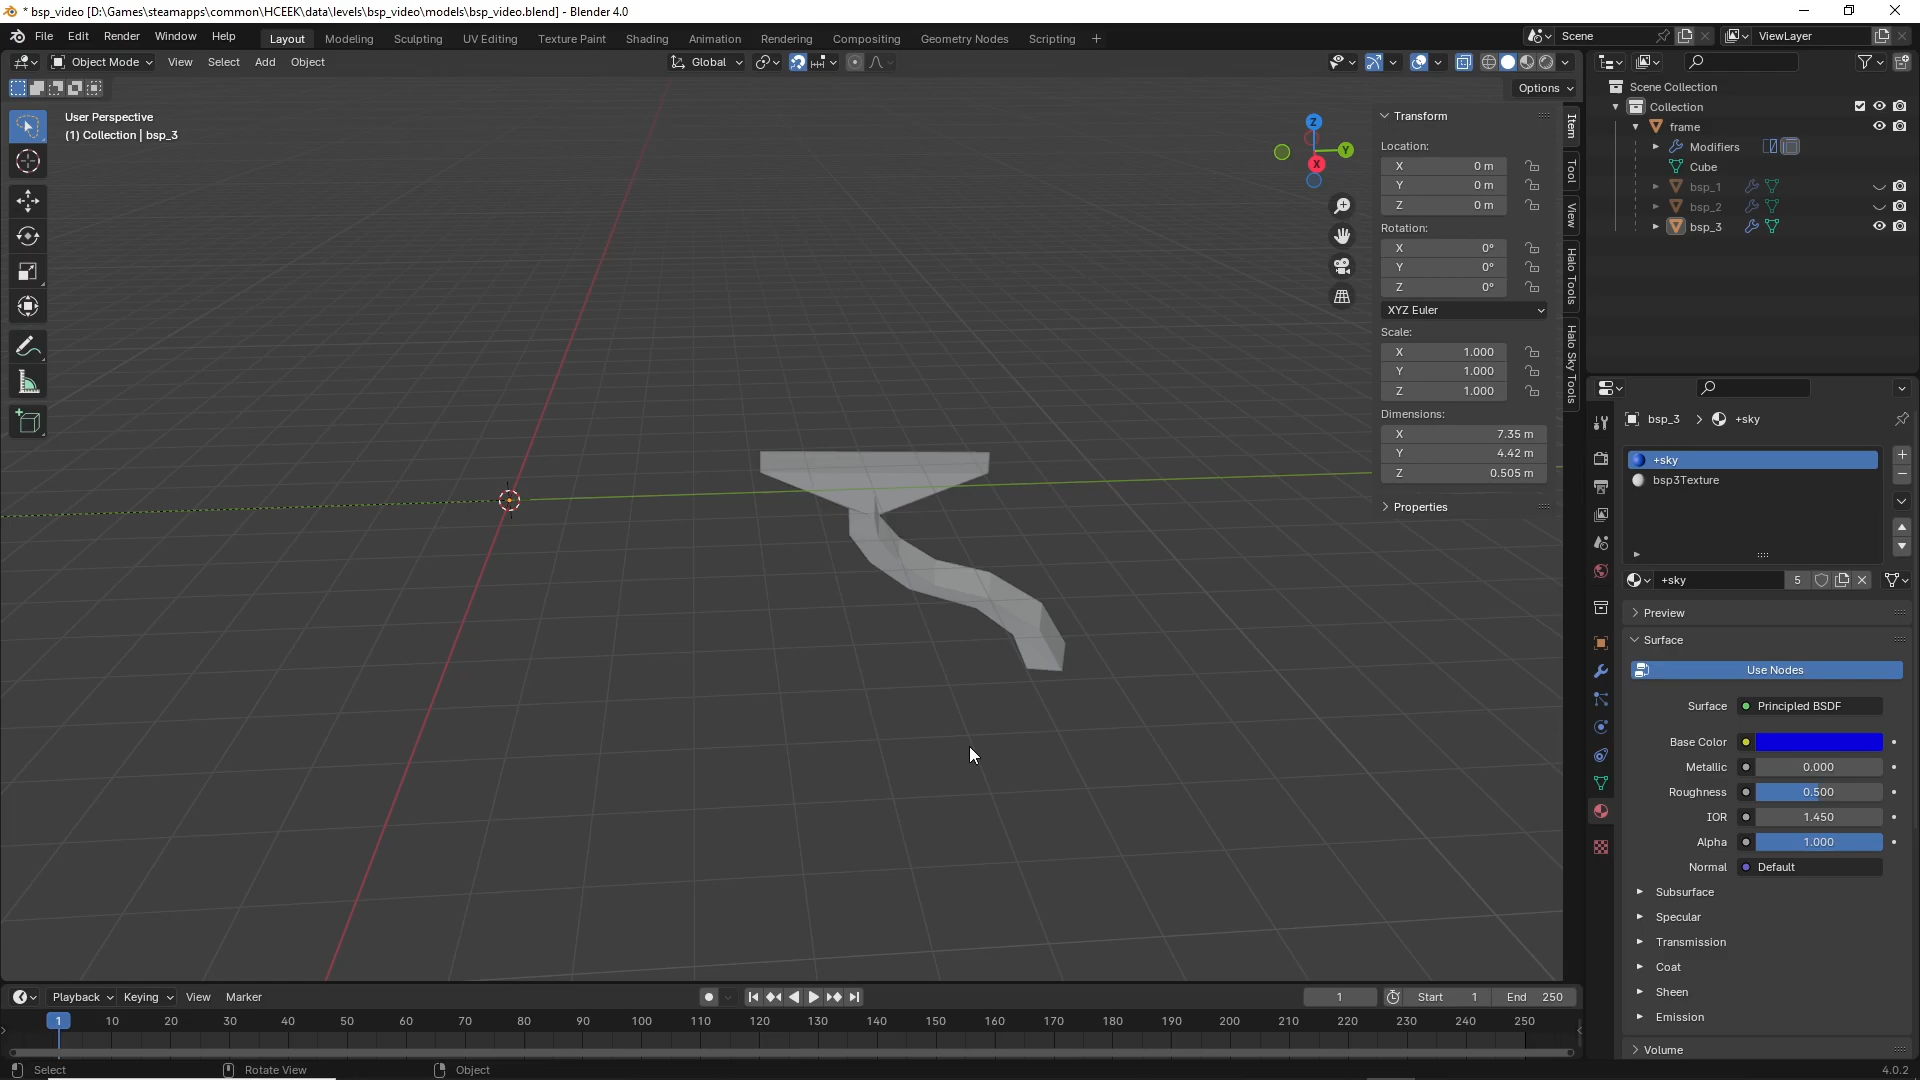 * bsp_video [D:\Games\steamapps\common\HCEEK\data\levels\bsp_video\models\bsp_video.blend] - Blender 4.0
File Edit Render Window Help Layout Modeling Sculpting UV Editing Texture Paint Shading Animation Rendering Compositing Geometry Nodes Scripting + Scene ViewLayer
Object Mode View Select Add Object Global
Options
User Perspective
(1) Collection | bsp_3
Z
Y
X
Transform
Location:
X 0 m
Y 0 m
Z 0 m
Rotation:
X 0°
Y 0°
Z 0°
XYZ Euler
Scale:
X 1.000
Y 1.000
Z 1.000
Dimensions:
X 7.35 m
Y 4.42 m
Z 0.505 m
Properties
Item
Tool
View
Halo Tools
Halo Sky Tools
Scene Collection
Collection
frame
Modifiers
Cube
bsp_1
bsp_2
bsp_3
bsp_3 > +sky
+sky
bsp3Texture
+sky 5
Preview
Surface
Use Nodes
Surface Principled BSDF
Base Color
Metallic 0.000
Roughness 0.500
IOR 1.450
Alpha 1.000
Normal Default
Subsurface
Specular
Transmission
Coat
Sheen
Emission
Volume
Playback Keying View Marker 1 Start 1 End 250
1 10 20 30 40 50 60 70 80 90 100 110 120 130 140 150 160 170 180 190 200 210 220 230 240 250
Select Rotate View Object 4.0.2